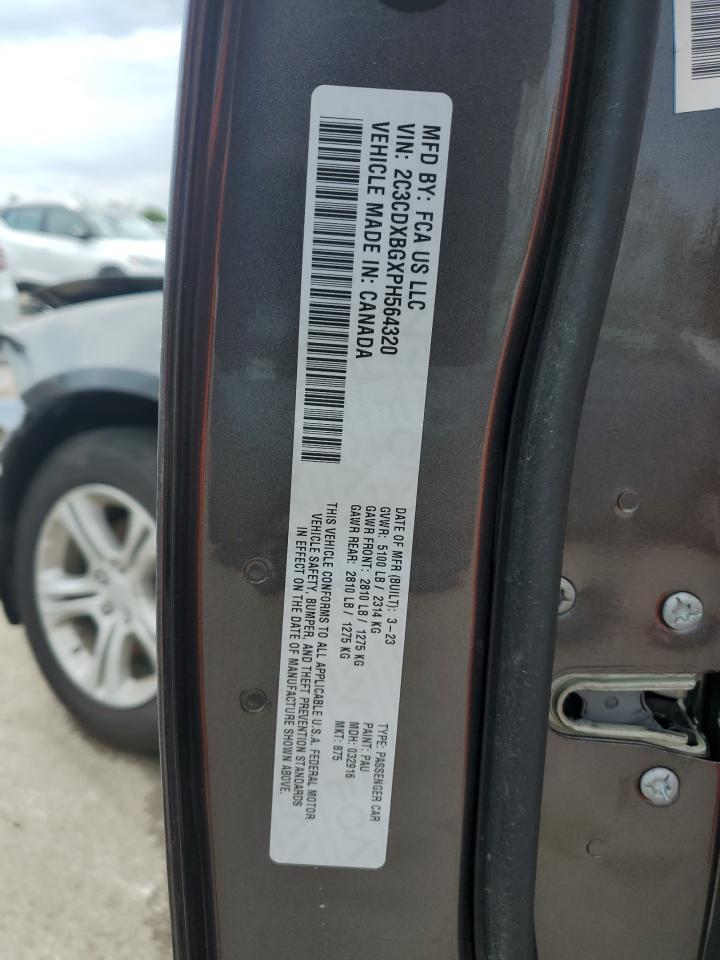 MFD BY: FCA US LLC
VIN: 2C3CDXBGXPH564320
VEHICLE MADE IN: CANADA
DATE OF MFR (BUILT): 3-23
GVWR: 5100 LB / 2314 KG
GAWR FRONT: 2810 LB / 1275 KG
GAWR REAR: 2810 LB / 1275 KG
THIS VEHICLE CONFORMS TO ALL APPLICABLE U.S.A. FEDERAL MOTOR
VEHICLE SAFETY, BUMPER, AND THEFT PREVENTION STANDARDS
IN EFFECT ON THE DATE OF MANUFACTURE SHOWN ABOVE.
TYPE: PASSENGER CAR
PAINT: PAU
MDH: 032916
MKT: 875